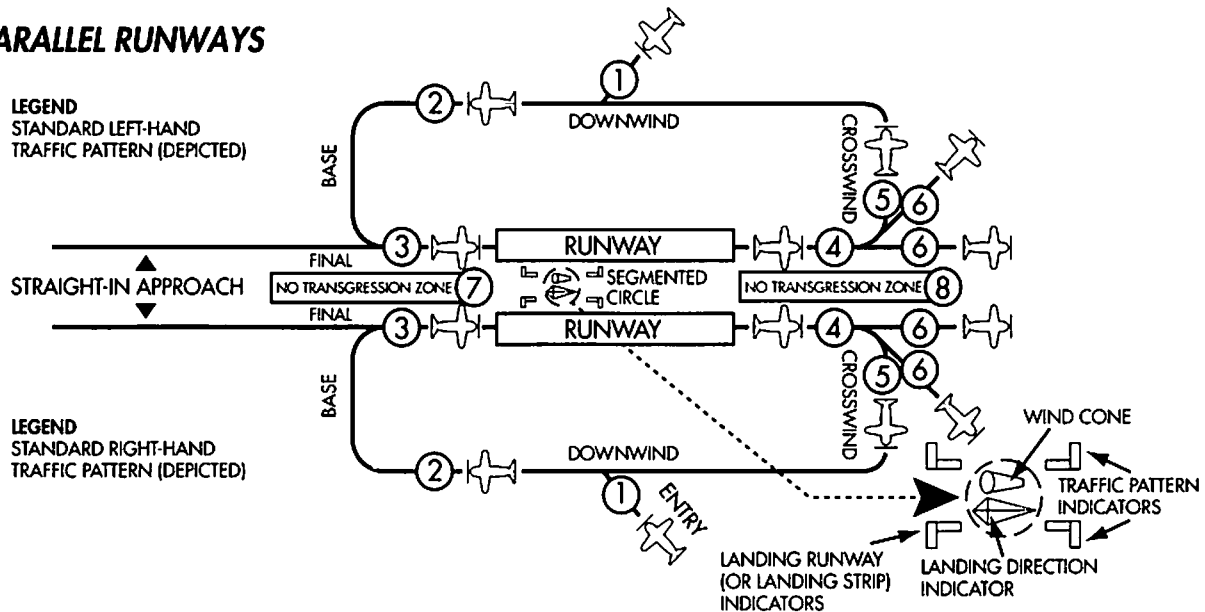 ARALLEL RUNWAYS
LEGEND
STANDARD LEFT-HAND
TRAFFIC PATTERN (DEPICTED)
1
2
DOWNWIND
BASE
CROSSWIND
5
6
3
RUNWAY
4
6
FINAL
STRAIGHT-IN APPROACH
NO TRANSGRESSION ZONE
7
SEGMENTED
CIRCLE
NO TRANSGRESSION ZONE
8
FINAL
3
RUNWAY
4
6
BASE
CROSSWIND
5
6
LEGEND
STANDARD RIGHT-HAND
TRAFFIC PATTERN (DEPICTED)
2
DOWNWIND
1
ENTRY
WIND CONE
TRAFFIC PATTERN
INDICATORS
LANDING RUNWAY
(OR LANDING STRIP)
INDICATORS
LANDING DIRECTION
INDICATOR